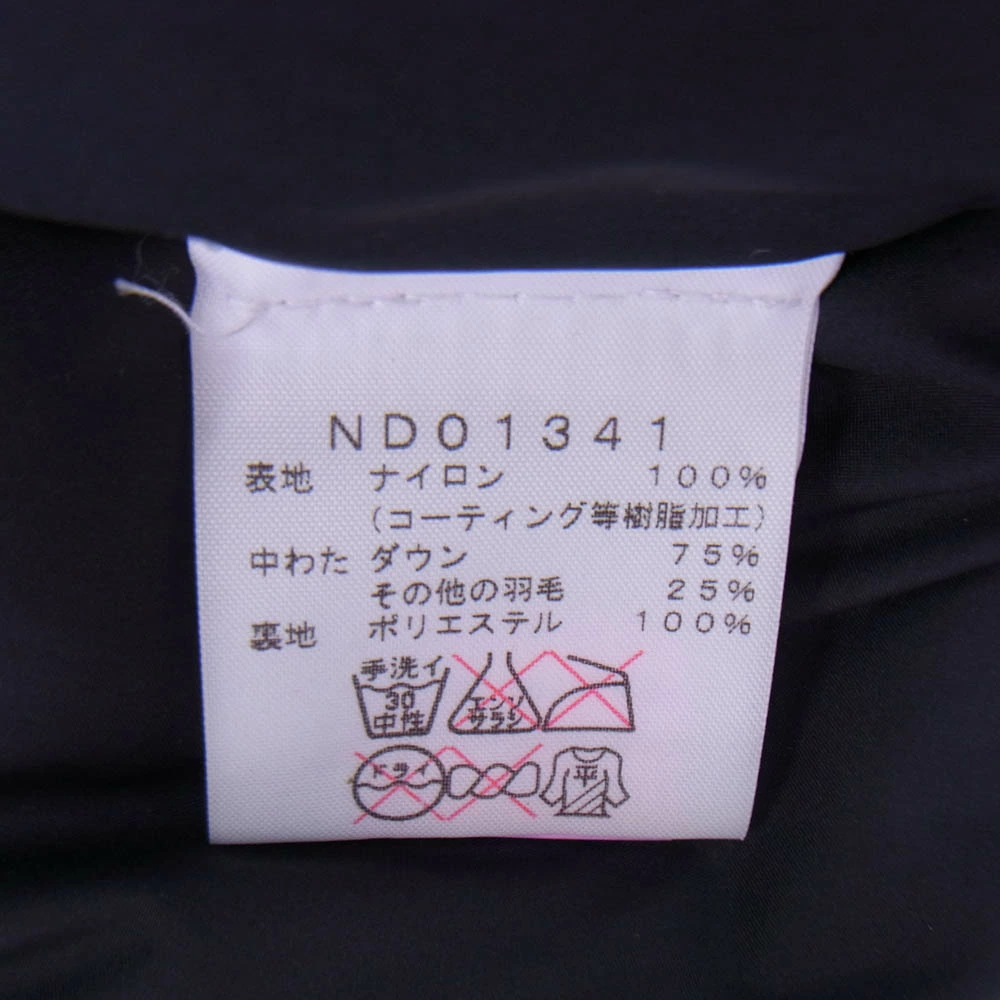 ND01341
表地 ナイロン 100%
(コーティング等樹脂加工)
中わた ダウン 75%
その他の羽毛 25%
裏地 ポリエステル 100%
手洗イ
30
中性
エンソ
サラシ
ドライ
平